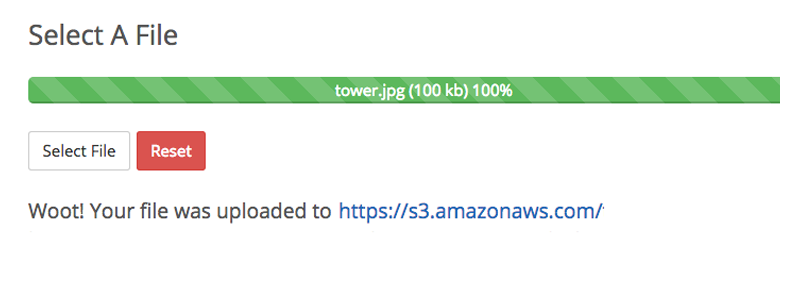 Select A File
tower.jpg (100 kb) 100%
Select File Reset
Woot! Your file was uploaded to https://s3.amazonaws.com/